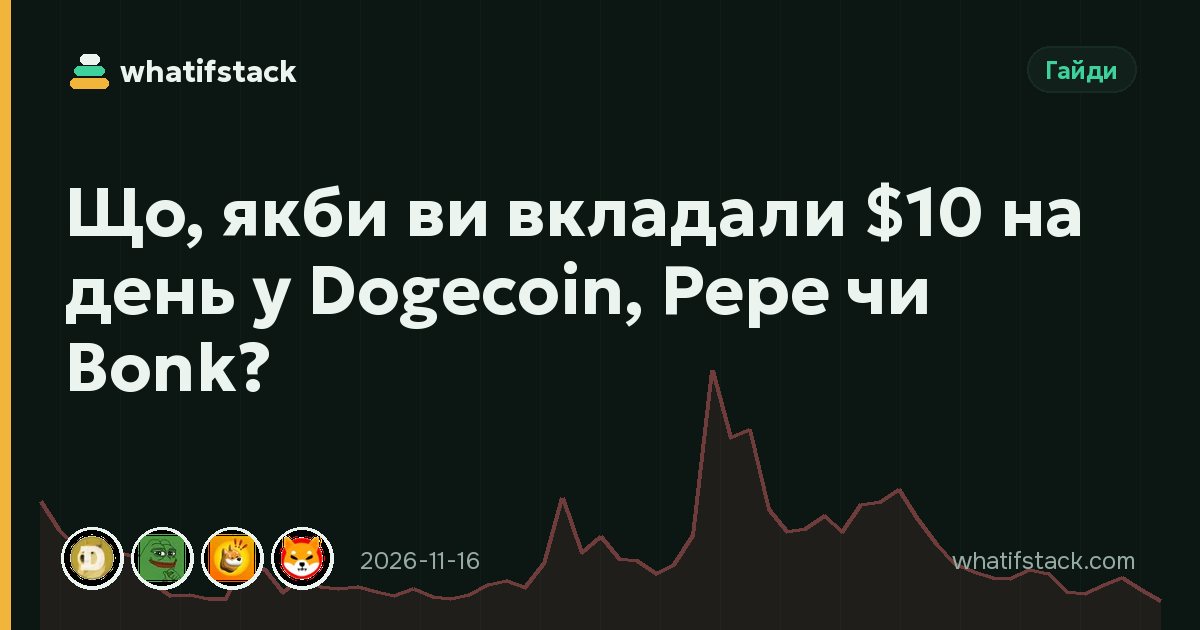 whatifstack
Гайди
Що, якби ви вкладали $10 на
день у Dogecoin, Pepe чи
Bonk?
2026-11-16
whatifstack.com